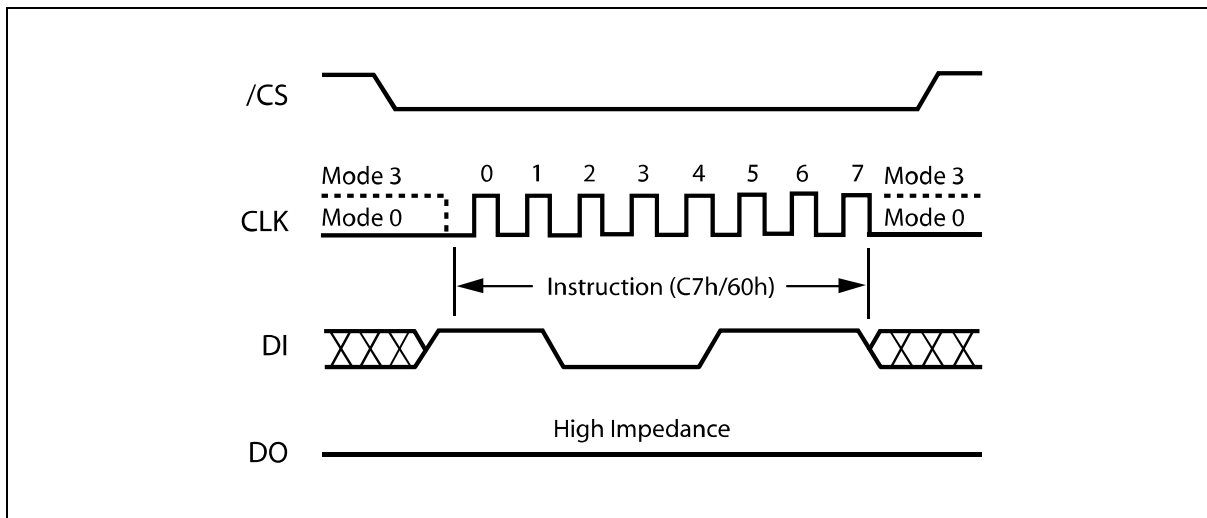 /CS
Mode 3 0 1 2 3 4 5 6 7 Mode 3
CLK Mode 0 Mode 0
Instruction (C7h/60h)
DI
High Impedance
DO